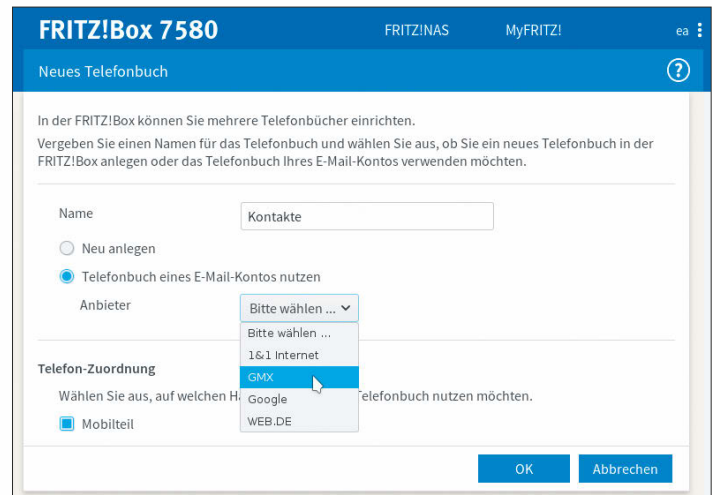 FRITZ!Box 7580 FRITZ!NAS MyFRITZ! ea
Neues Telefonbuch ?
In der FRITZ!Box können Sie mehrere Telefonbücher einrichten.
Vergeben Sie einen Namen für das Telefonbuch und wählen Sie aus, ob Sie ein neues Telefonbuch in der
FRITZ!Box anlegen oder das Telefonbuch Ihres E-Mail-Kontos verwenden möchten.
Name Kontakte
Neu anlegen
Telefonbuch eines E-Mail-Kontos nutzen
Anbieter Bitte wählen ...
Bitte wählen ...
1&1 Internet
GMX
Google
WEB.DE
Telefon-Zuordnung
Wählen Sie aus, auf welchen elefonbuch nutzen möchten.
Mobilteil
OK Abbrechen